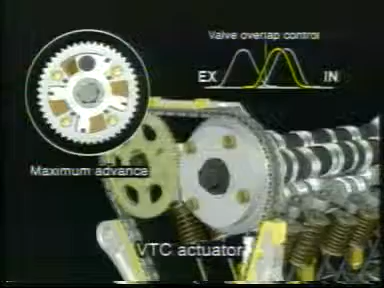 Valve overlap control
EX
IN
Maximum advance
VTC actuator